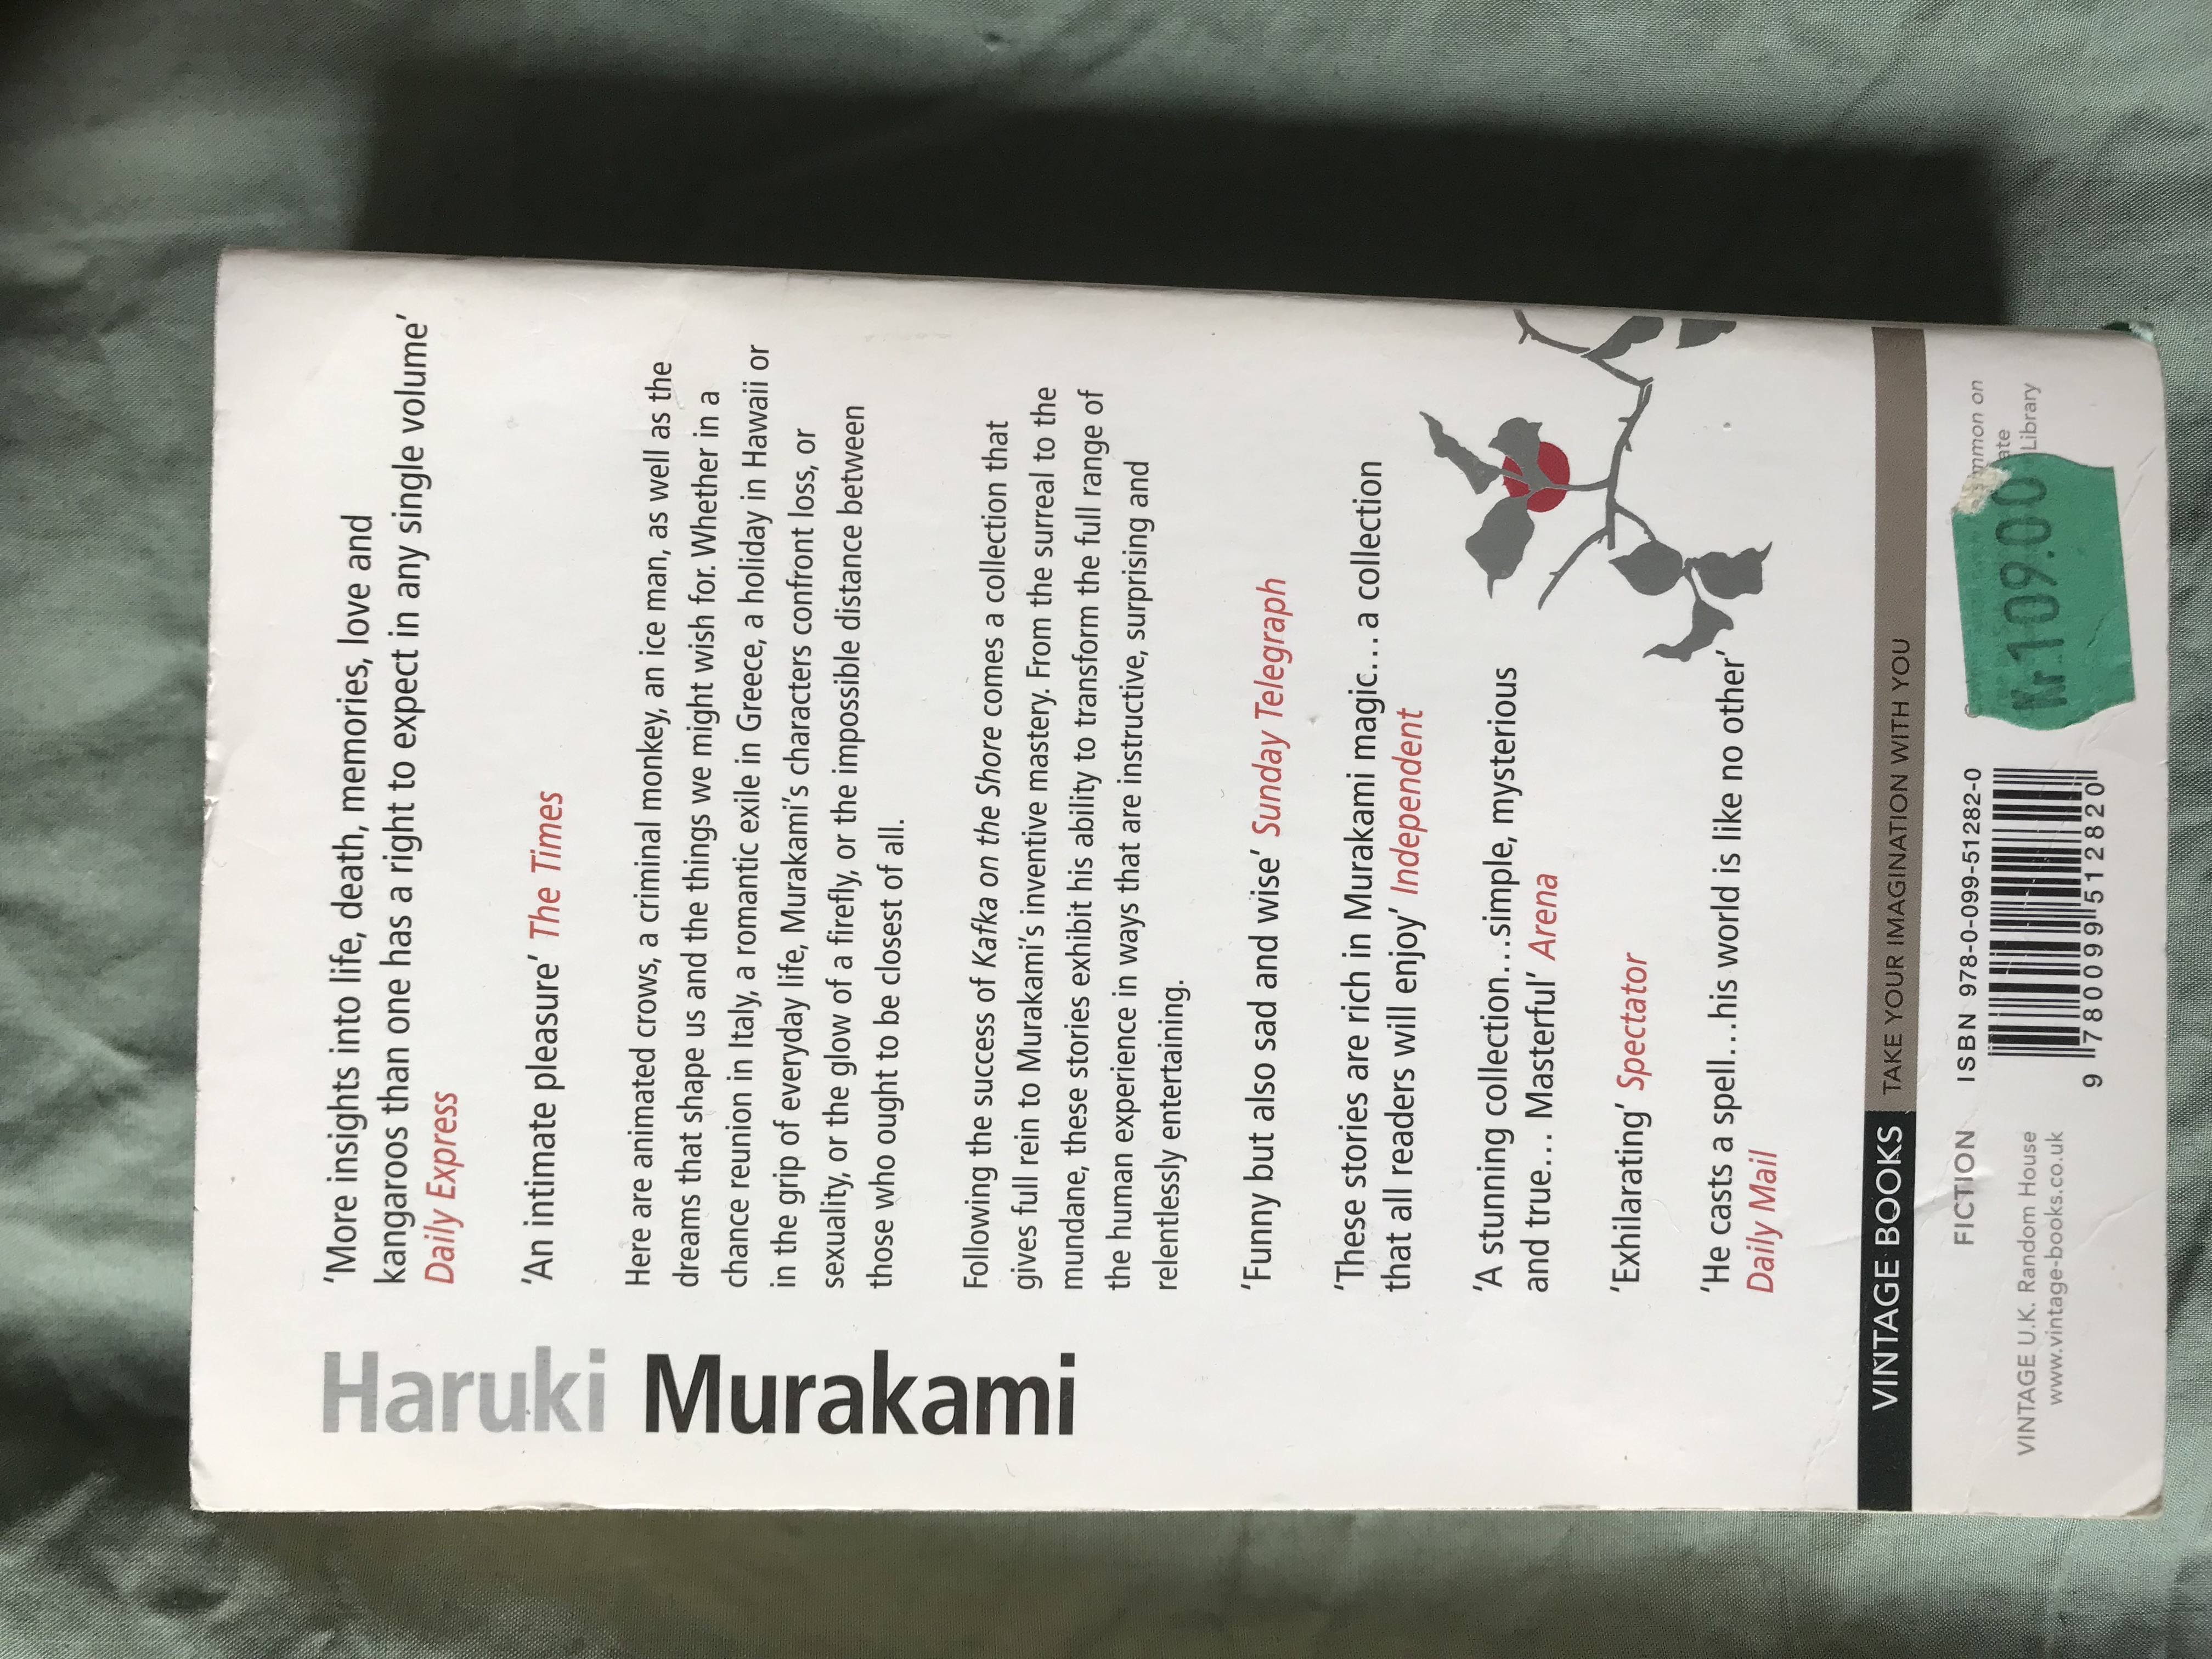 Haruki
Murakami
‘More insights into life, death, memories, love and
kangaroos than one has a right to expect in any single volume’
Daily Express
‘An intimate pleasure’ The Times
Here are animated crows, a criminal monkey, an ice man, as well as the
dreams that shape us and the things we might wish for. Whether in a
chance reunion in Italy, a romantic exile in Greece, a holiday in Hawaii or
in the grip of everyday life, Murakami’s characters confront loss, or
sexuality, or the glow of a firefly, or the impossible distance between
those who ought to be closest of all.
Following the success of Kafka on the Shore comes a collection that
gives full rein to Murakami’s inventive mastery. From the surreal to the
mundane, these stories exhibit his ability to transform the full range of
the human experience in ways that are instructive, surprising and
relentlessly entertaining.
‘Funny but also sad and wise’ Sunday Telegraph
‘These stories are rich in Murakami magic…a collection
that all readers will enjoy’ Independent
‘A stunning collection…simple, mysterious
and true… Masterful’ Arena
‘Exhilarating’ Spectator
‘He casts a spell…his world is like no other’
Daily Mail
VINTAGE BOOKS TAKE YOUR IMAGINATION WITH YOU
FICTION
VINTAGE U.K. Random House
www.vintage-books.co.uk
ISBN 978-0-099-51282-0
9 780099 512820
on
Library
Kr 109.00